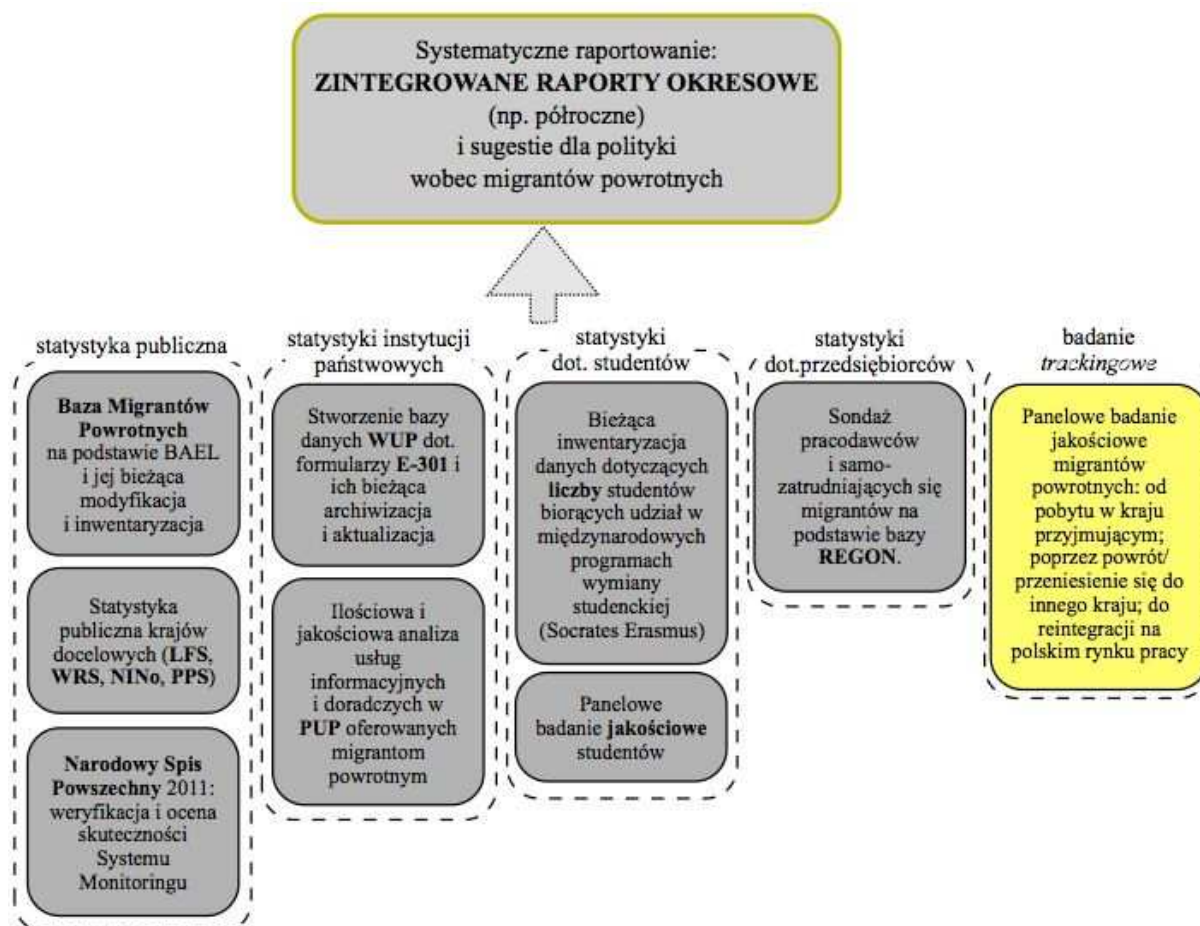 Systematyczne raportowanie:
ZINTEGROWANE RAPORTY OKRESOWE
(np. półroczne)
i sugestie dla polityki
wobec migrantów powrotnych
statystyka publiczna
Baza Migrantów
Powrotnych
na podstawie BAEL
i jej bieżąca
modyfikacja
i inwentaryzacja
Statystyka
publiczna krajów
docelowych (LFS,
WRS, NINo, PPS)
Narodowy Spis
Powszechny 2011:
weryfikacja i ocena
skuteczności
Systemu
Monitoringu
statystyki instytucji
państwowych
Stworzenie bazy
danych WUP dot.
formularzy E-301 i
ich bieżąca
archiwizacja
i aktualizacja
Ilościowa i
jakościowa analiza
usług
informacyjnych
i doradczych w
PUP oferowanych
migrantom
powrotnym
statystyki
dot. studentów
Bieżąca
inwentaryzacja
danych dotyczących
liczby studentów
biorących udział w
międzynarodowych
programach
wymiany
studenckiej
(Socrates Erasmus)
Panelowe
badanie jakościowe
studentów
statystyki
dot.przedsiębiorców
Sondaż
pracodawców
i samo-
zatrudniających się
migrantów na
podstawie bazy
REGON.
badanie
trackingowe
Panelowe badanie
jakościowe
migrantów
powrotnych: od
pobytu w kraju
przyjmującym;
poprzez powrót/
przeniesienie się do
innego kraju; do
reintegracji na
polskim rynku pracy